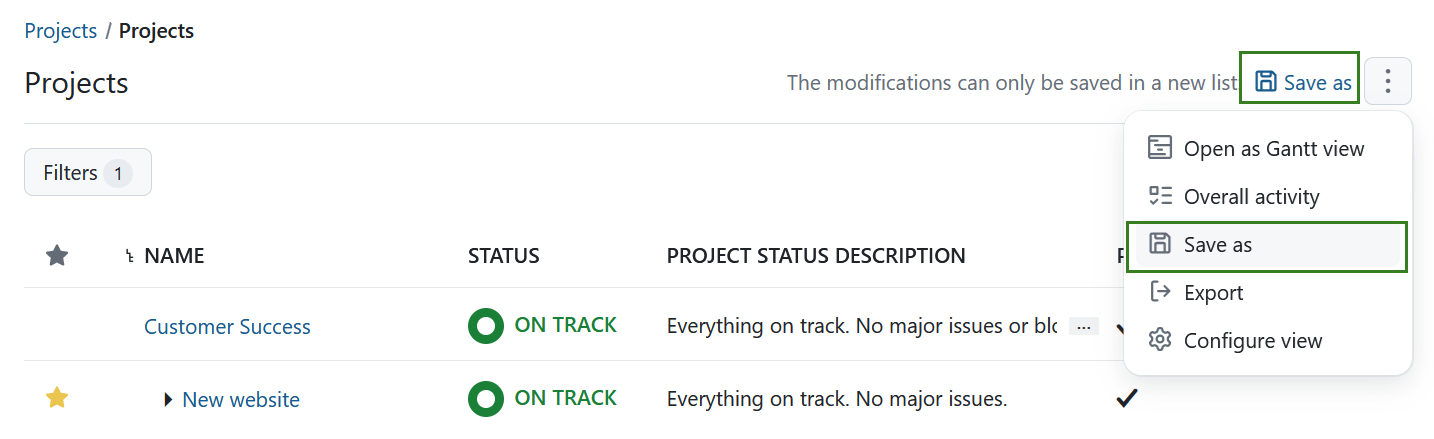 Projects / Projects
Projects
The modifications can only be saved in a new list
Save as
Open as Gantt view
Overall activity
Save as
Export
Configure view
Filters 1
NAME STATUS PROJECT STATUS DESCRIPTION
Customer Success ON TRACK Everything on track. No major issues or blo ...
New website ON TRACK Everything on track. No major issues.